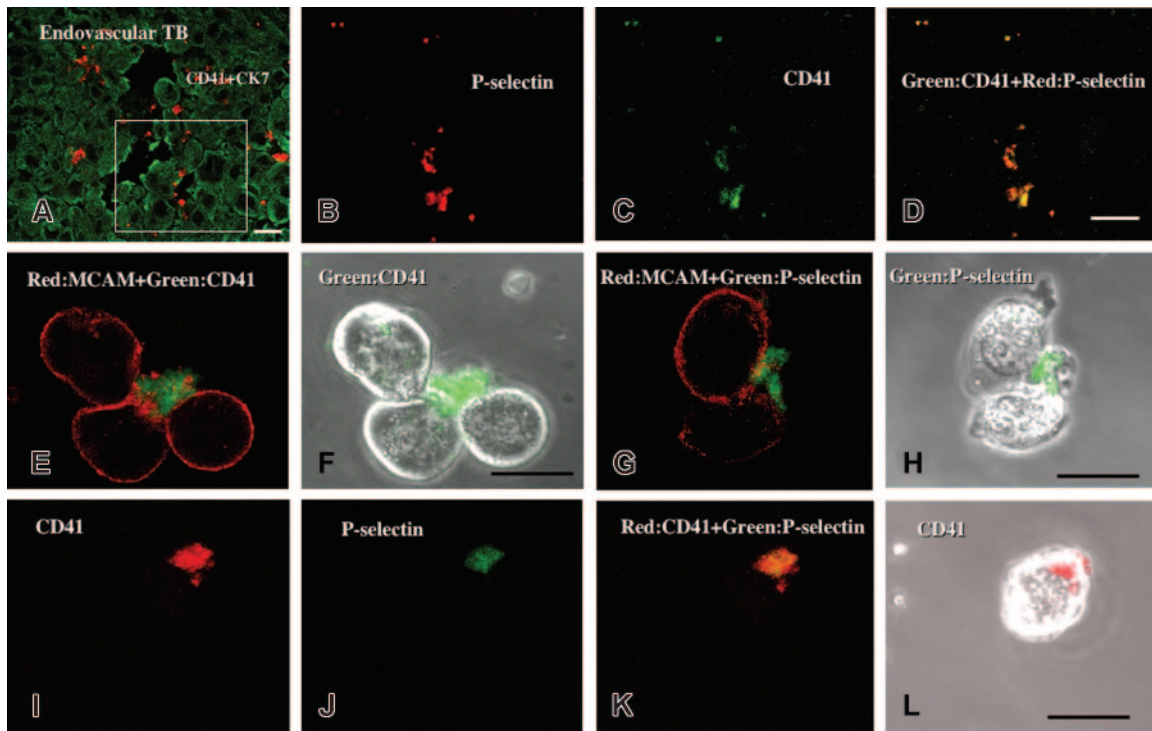 Endovascular TB
CD41+CK7
A
P-selectin
B
CD41
C
Green:CD41+Red:P-selectin
D
Red:MCAM+Green:CD41
E
Green:CD41
F
Red:MCAM+Green:P-selectin
G
Green:P-selectin
H
CD41
I
P-selectin
J
Red:CD41+Green:P-selectin
K
CD41
L